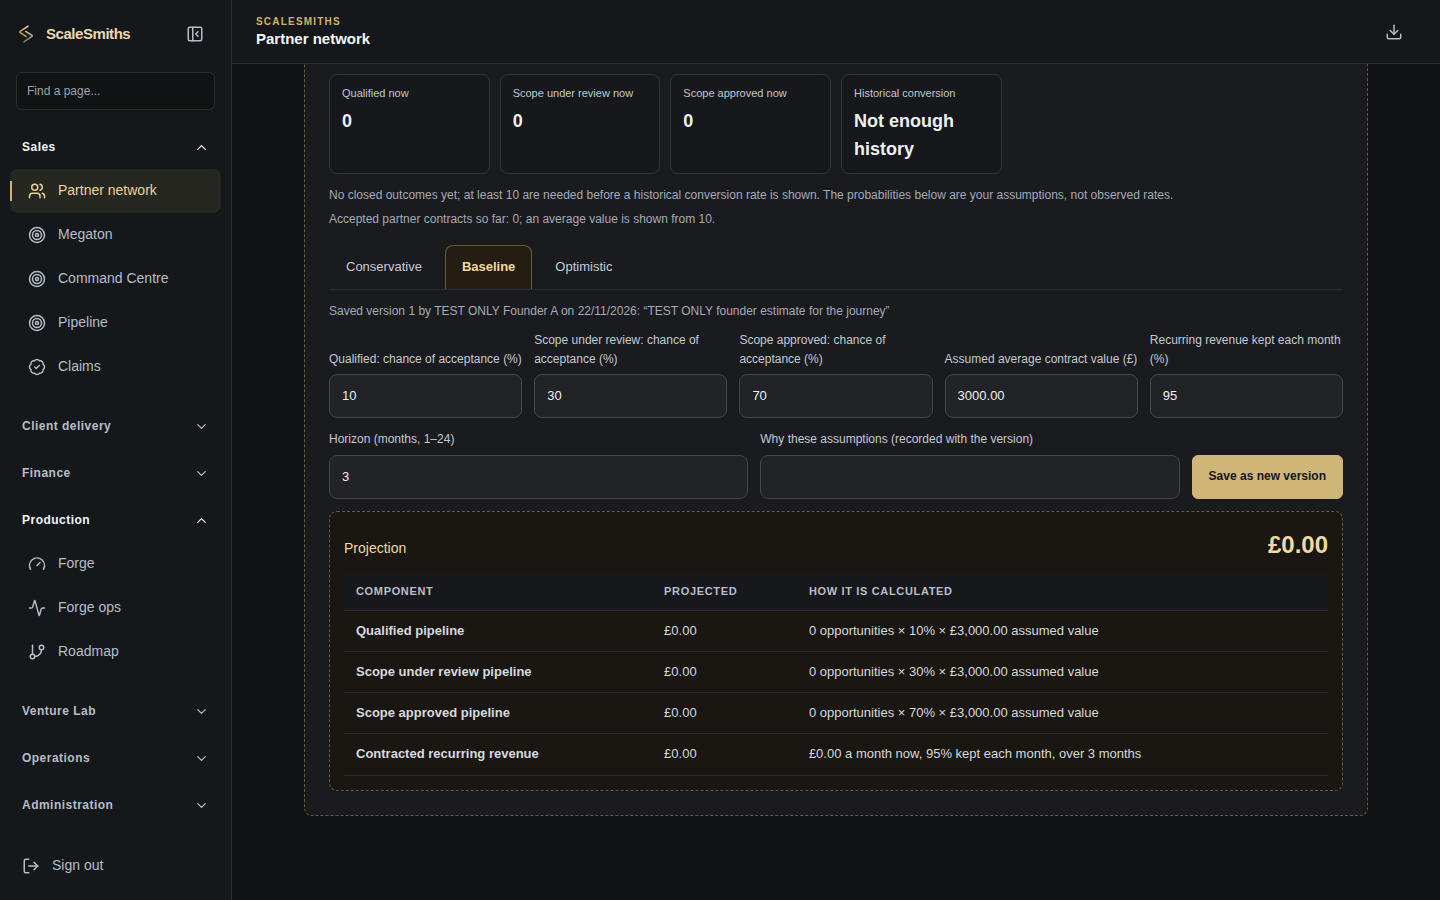 ScaleSmiths
SCALESMITHS
Partner network
Find a page...
Sales
Partner network
Megaton
Command Centre
Pipeline
Claims
Client delivery
Finance
Production
Forge
Forge ops
Roadmap
Venture Lab
Operations
Administration
Sign out
Qualified now
0
Scope under review now
0
Scope approved now
0
Historical conversion
Not enough
history
No closed outcomes yet; at least 10 are needed before a historical conversion rate is shown. The probabilities below are your assumptions, not observed rates.
Accepted partner contracts so far: 0; an average value is shown from 10.
Conservative Baseline Optimistic
Saved version 1 by TEST ONLY Founder A on 22/11/2026: “TEST ONLY founder estimate for the journey”
Qualified: chance of acceptance (%)
10
Scope under review: chance of
acceptance (%)
30
Scope approved: chance of
acceptance (%)
70
Assumed average contract value (£)
3000.00
Recurring revenue kept each month
(%)
95
Horizon (months, 1–24)
3
Why these assumptions (recorded with the version)
Save as new version
Projection £0.00
COMPONENT PROJECTED HOW IT IS CALCULATED
Qualified pipeline £0.00 0 opportunities × 10% × £3,000.00 assumed value
Scope under review pipeline £0.00 0 opportunities × 30% × £3,000.00 assumed value
Scope approved pipeline £0.00 0 opportunities × 70% × £3,000.00 assumed value
Contracted recurring revenue £0.00 £0.00 a month now, 95% kept each month, over 3 months